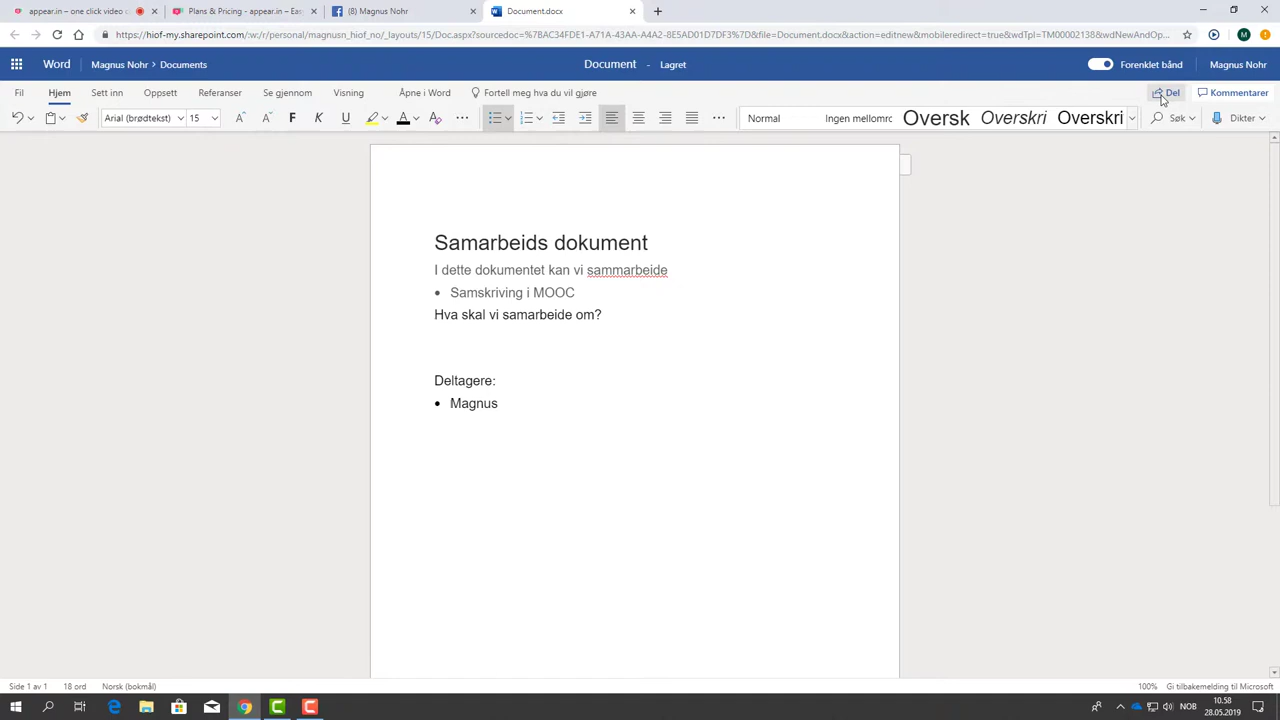 appear.in – one click video c
Plans & Pricing - appear.in – Eas
(8) Magnus Nohr
Document.docx
https://hiof-my.sharepoint.com/:w:/r/personal/magnusn_hiof_no/_layouts/15/Doc.aspx?sourcedoc=%7BAC34FDE1-A71A-43AA-A4A2-8E5AD01D7DF3%7D&file=Document.docx&action=editnew&mobileredirect=true&wdTpl=TM00002138&wdNewAndOp...
Word Magnus Nohr > Documents Document - Lagret Forenklet bånd Magnus Nohr
Fil Hjem Sett inn Oppsett Referanser Se gjennom Visning Åpne i Word Fortell meg hva du vil gjøre Del Kommentarer
Arial (brødtekst) 15 F K U A Normal Ingen mellomro Oversk Overskri Overskri Søk Dikter
Samarbeids dokument
I dette dokumentet kan vi sammarbeide
• Samskriving i MOOC
Hva skal vi samarbeide om?
Deltagere:
• Magnus
Side 1 av 1 18 ord Norsk (bokmål) 100% Gi tilbakemelding til Microsoft
NOB
10.58
28.05.2019